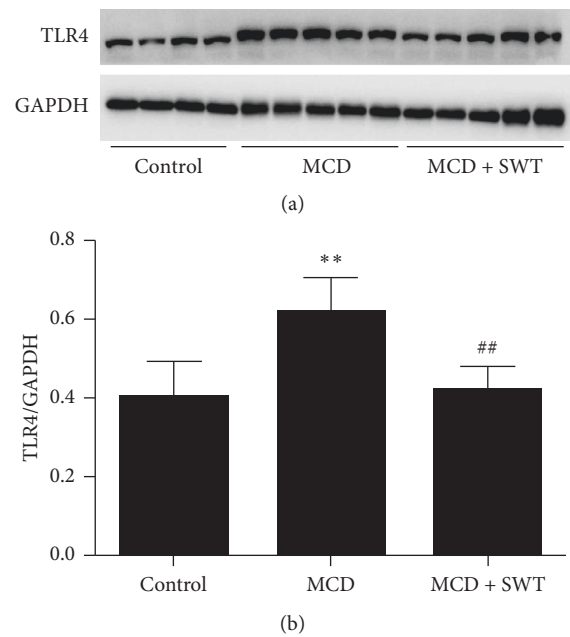 TLR4
GAPDH
Control MCD MCD + SWT
(a)
0.8
0.6
0.4
0.2
0.0
TLR4/GAPDH
**
##
Control MCD MCD + SWT
(b)